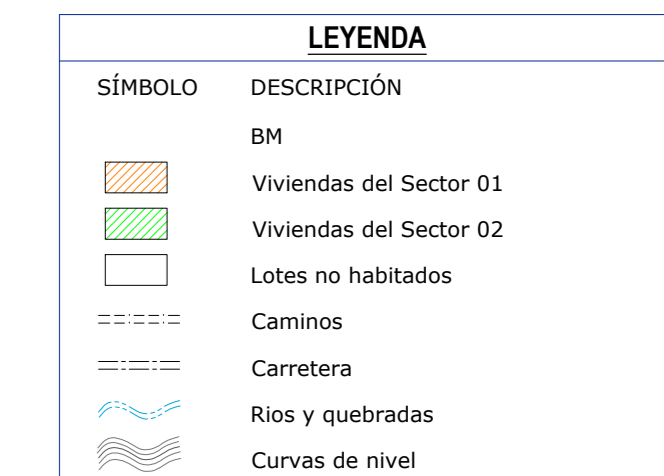 LEYENDA
SÍMBOLO DESCRIPCIÓN
BM
Viviendas del Sector 01
Viviendas del Sector 02
Lotes no habitados
Caminos
Carretera
Rios y quebradas
Curvas de nivel